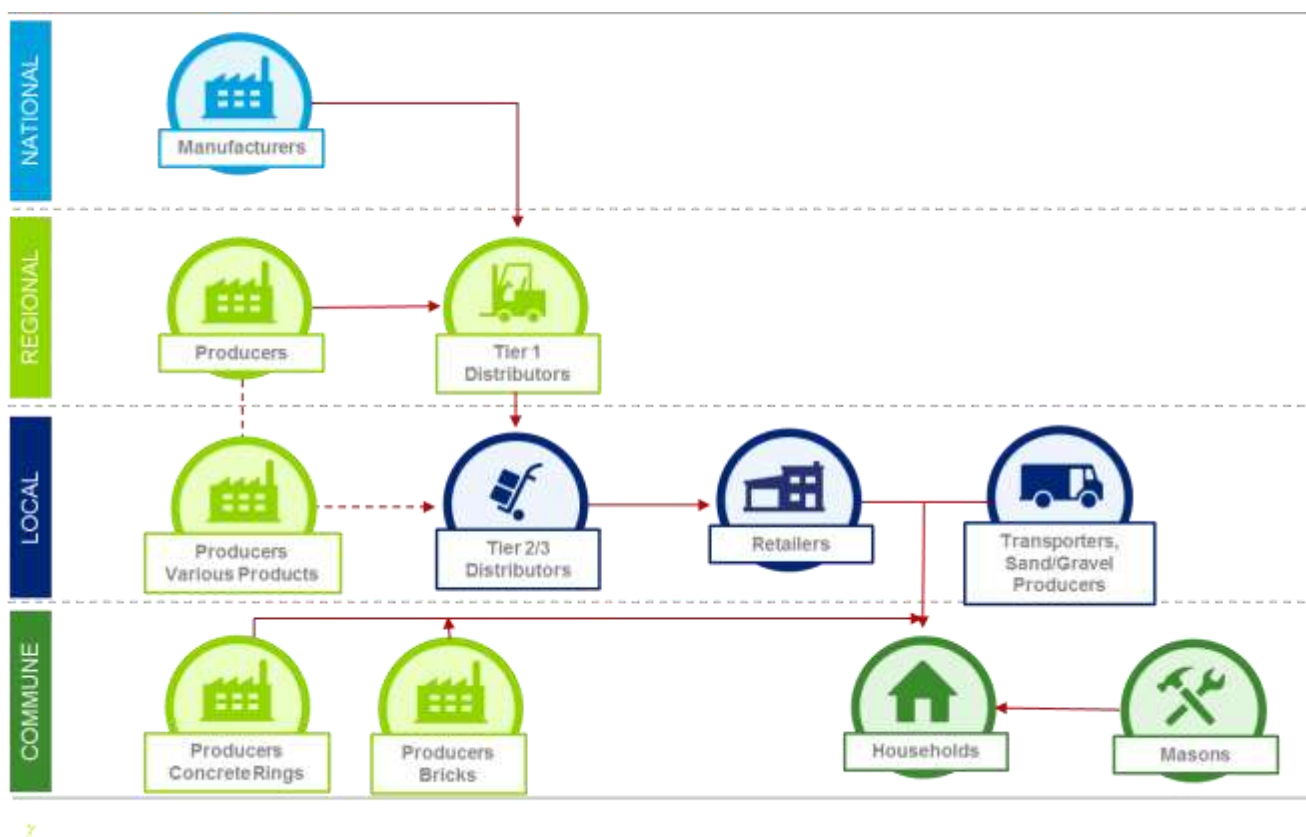 NATIONAL
Manufacturers
REGIONAL
Producers
Tier 1
Distributors
LOCAL
Producers
Various Products
Tier 2/3
Distributors
Retailers
Transporters,
Sand/Gravel
Producers
COMMUNE
Producers
Concrete Rings
Producers
Bricks
Households
Masons